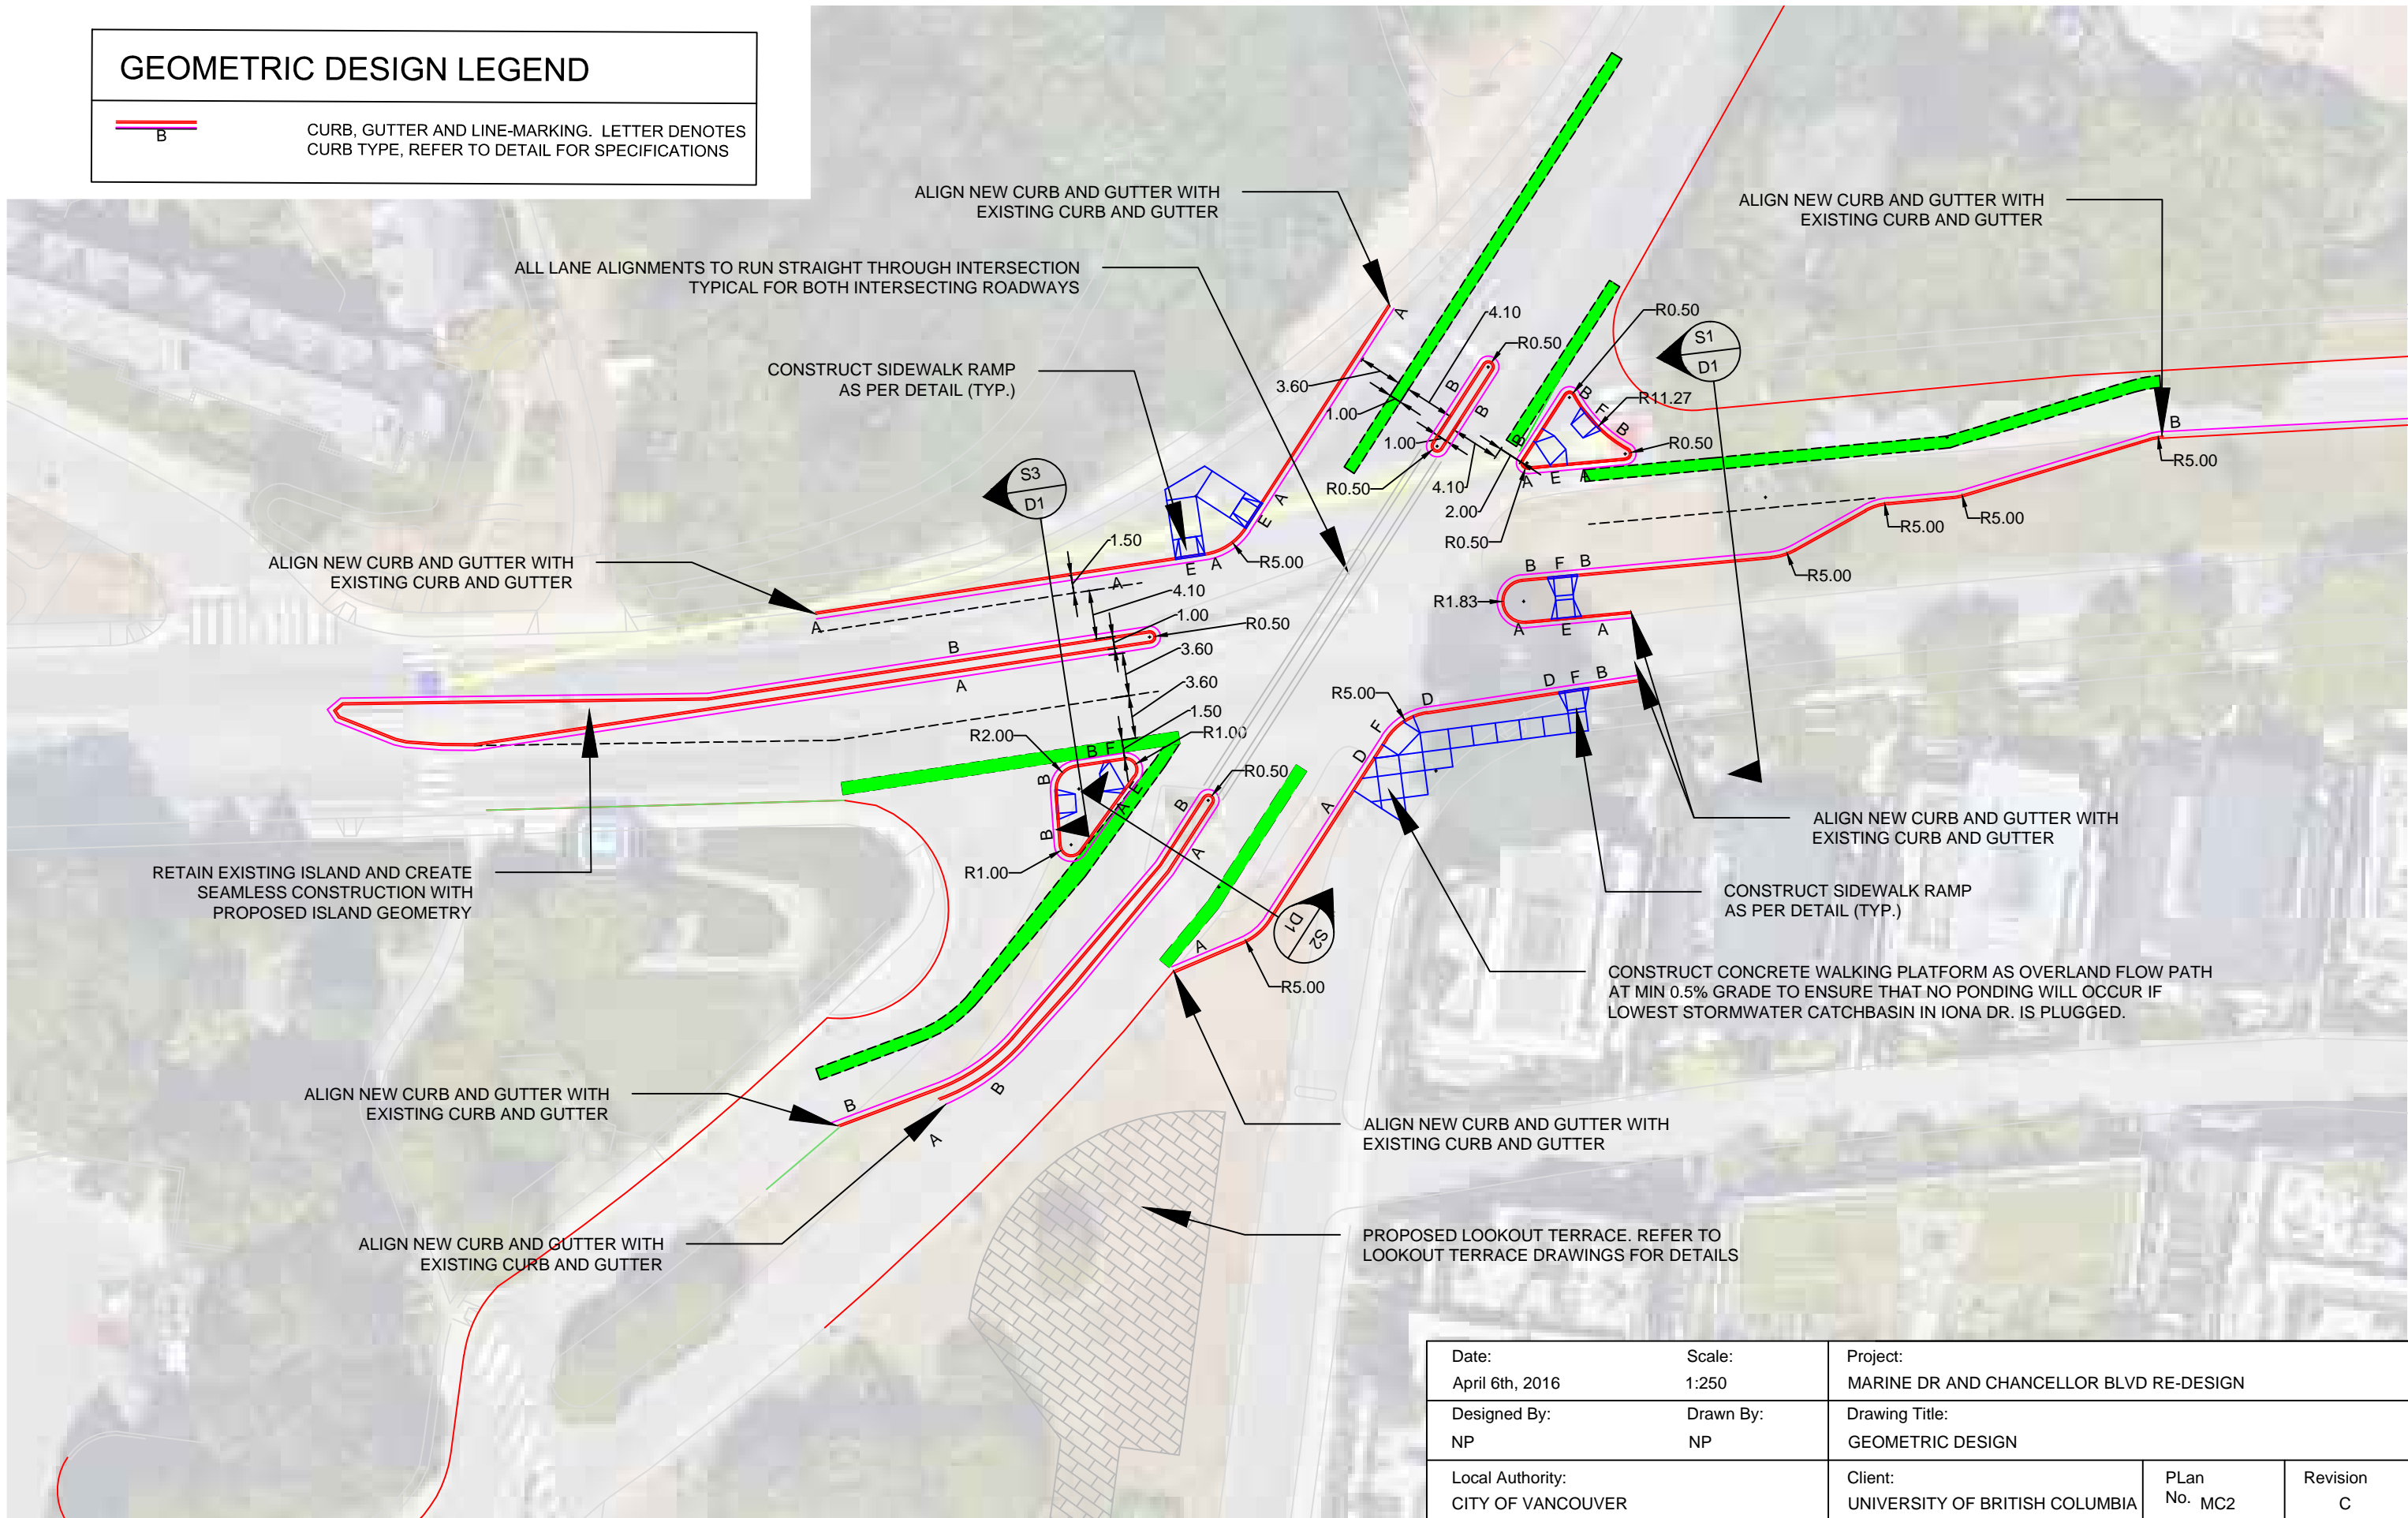 GEOMETRIC DESIGN LEGEND
B
CURB, GUTTER AND LINE-MARKING. LETTER DENOTES
CURB TYPE, REFER TO DETAIL FOR SPECIFICATIONS
ALIGN NEW CURB AND GUTTER WITH
EXISTING CURB AND GUTTER
ALIGN NEW CURB AND GUTTER WITH
EXISTING CURB AND GUTTER
ALL LANE ALIGNMENTS TO RUN STRAIGHT THROUGH INTERSECTION
TYPICAL FOR BOTH INTERSECTING ROADWAYS
CONSTRUCT SIDEWALK RAMP
AS PER DETAIL (TYP.)
A
4.10
R0.50
3.60
1.00
B
B
1.00
R0.50
4.10
2.00
R0.50
R0.50
S1
D1
B
F
R11.27
B
R0.50
B
A
E
A
B
R5.00
R5.00
R5.00
R5.00
S3
D1
A
E
R5.00
E
A
1.50
A
4.10
1.00
R0.50
3.60
3.60
1.50
R1.00
ALIGN NEW CURB AND GUTTER WITH
EXISTING CURB AND GUTTER
A
B
A
B
F
B
R1.83
A
E
A
R5.00
D
D
F
B
F
D
A
R2.00
B
F
B
E
A
B
R1.00
R0.50
B
A
RETAIN EXISTING ISLAND AND CREATE
SEAMLESS CONSTRUCTION WITH
PROPOSED ISLAND GEOMETRY
ALIGN NEW CURB AND GUTTER WITH
EXISTING CURB AND GUTTER
CONSTRUCT SIDEWALK RAMP
AS PER DETAIL (TYP.)
S2
D1
A
R5.00
CONSTRUCT CONCRETE WALKING PLATFORM AS OVERLAND FLOW PATH
AT MIN 0.5% GRADE TO ENSURE THAT NO PONDING WILL OCCUR IF
LOWEST STORMWATER CATCHBASIN IN IONA DR. IS PLUGGED.
ALIGN NEW CURB AND GUTTER WITH
EXISTING CURB AND GUTTER
B
B
A
ALIGN NEW CURB AND GUTTER WITH
EXISTING CURB AND GUTTER
ALIGN NEW CURB AND GUTTER WITH
EXISTING CURB AND GUTTER
PROPOSED LOOKOUT TERRACE. REFER TO
LOOKOUT TERRACE DRAWINGS FOR DETAILS
Date:
April 6th, 2016
Scale:
1:250
Project:
MARINE DR AND CHANCELLOR BLVD RE-DESIGN
Designed By:
NP
Drawn By:
NP
Drawing Title:
GEOMETRIC DESIGN
Local Authority:
CITY OF VANCOUVER
Client:
UNIVERSITY OF BRITISH COLUMBIA
PLan
No. MC2
Revision
C